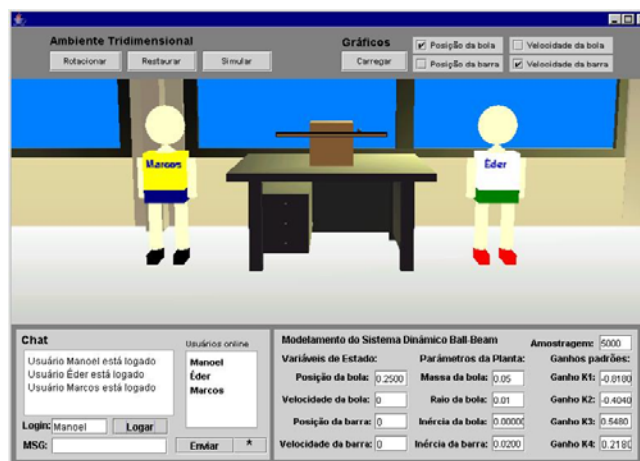 Ambiente Tridimensional
Rotacionar Restaurar Simular
Gráficos
Carregar
Posição da bola Velocidade da bola
Posição da barra Velocidade da barra
Marcos
Éder
Chat
Usuário Manoel está logado
Usuário Éder está logado
Usuário Marcos está logado
Login: Manoel Logar
MSG:
Usuários online
Manoel
Éder
Marcos
Enviar *
Modelamento do Sistema Dinâmico Ball-Beam Amostragem: 5000
Variáveis de Estado: Parâmetros da Planta: Ganhos padrões:
Posição da bola: 0.2500 Massa da bola: 0.05 Ganho K1: -0.8180
Velocidade da bola: 0 Raio da bola: 0.01 Ganho K2: -0.4040
Posição da barra: 0 Inércia da bola: 0.0000 Ganho K3: 0.5480
Velocidade da barra: 0 Inércia da barra: 0.0200 Ganho K4: 0.2180